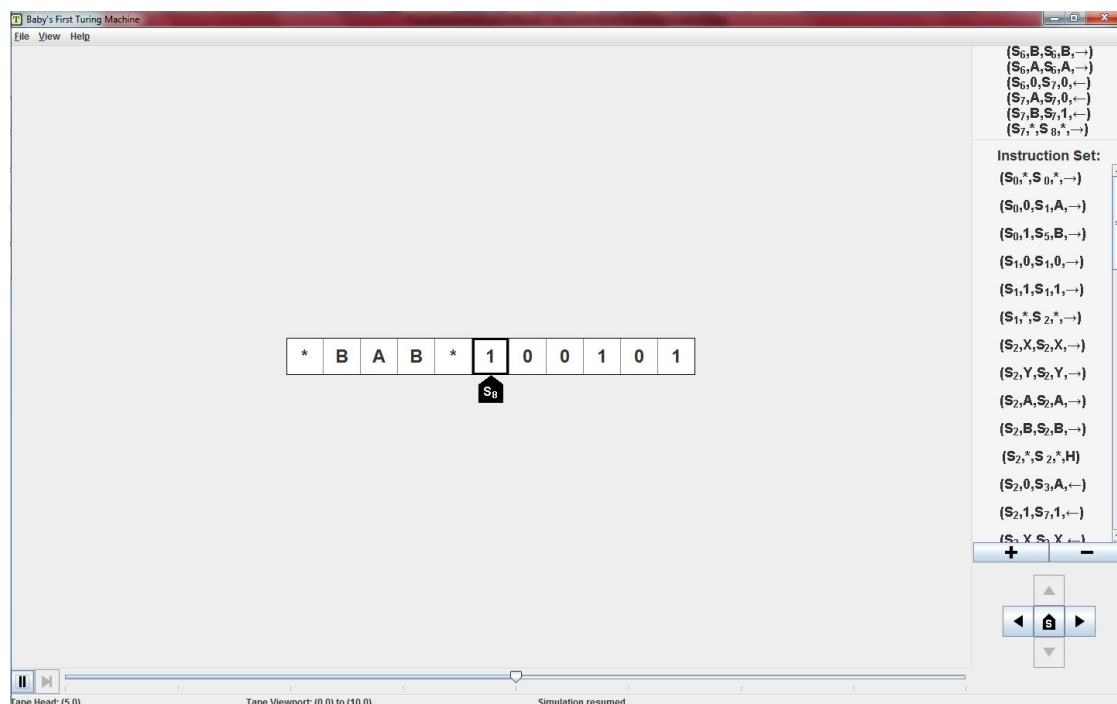 T Baby's First Turing Machine
File View Help
(S₆,B,S₆,B,→)
(S₆,A,S₆,A,→)
(S₆,0,S₇,0,←)
(S₇,A,S₇,0,←)
(S₇,B,S₇,1,←)
(S₇,*,S₈,*,→)
Instruction Set:
(S₀,*,S₀,*,→)
(S₀,0,S₁,A,→)
(S₀,1,S₅,B,→)
(S₁,0,S₁,0,→)
(S₁,1,S₁,1,→)
(S₁,*,S₂,*,→)
(S₂,X,S₂,X,→)
(S₂,Y,S₂,Y,→)
(S₂,A,S₂,A,→)
(S₂,B,S₂,B,→)
(S₂,*,S₂,*,H)
(S₂,0,S₃,A,←)
(S₂,1,S₇,1,←)
* B A B * 1 0 0 1 0 1
S₈
+ −
S
Tape Head: (5,0) Tape Viewport: (0,0) to (10,0) Simulation resumed